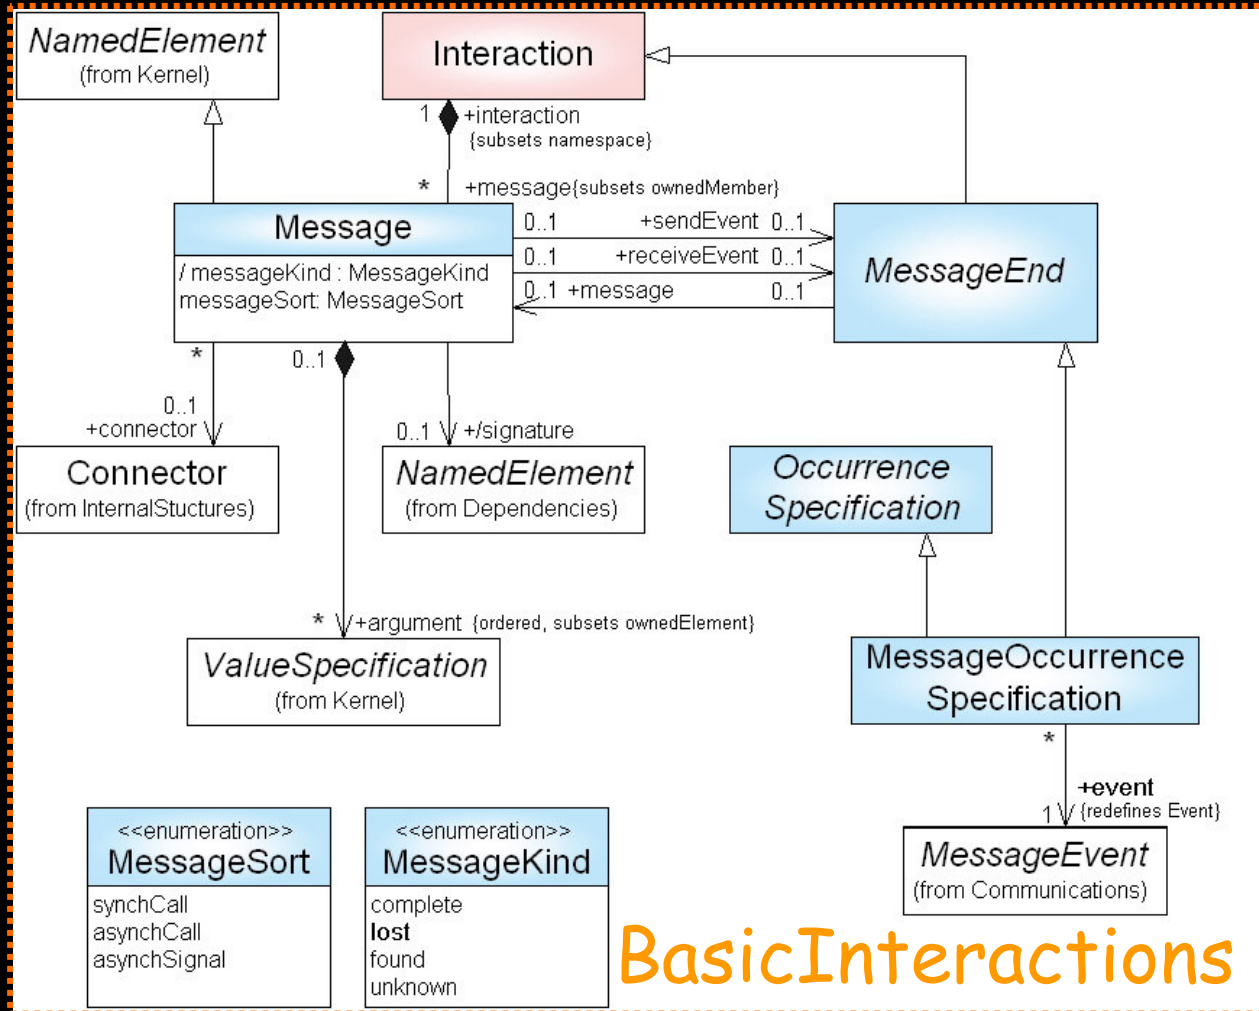 NamedElement
(from Kernel)
Interaction
1
+interaction
{subsets namespace}
*
+message{subsets ownedMember}
Message
/ messageKind : MessageKind
messageSort: MessageSort
0..1 +sendEvent 0..1
0..1 +receiveEvent 0..1
0..1 +message 0..1
MessageEnd
*
0..1
+connector
0..1
0..1 +/signature
Connector
(from InternalStuctures)
NamedElement
(from Dependencies)
Occurrence
Specification
* +argument {ordered, subsets ownedElement}
ValueSpecification
(from Kernel)
MessageOccurrence
Specification
*
+event
1 {redefines Event}
MessageEvent
(from Communications)
<<enumeration>>
MessageSort
synchCall
asynchCall
asynchSignal
<<enumeration>>
MessageKind
complete
lost
found
unknown
BasicInteractions